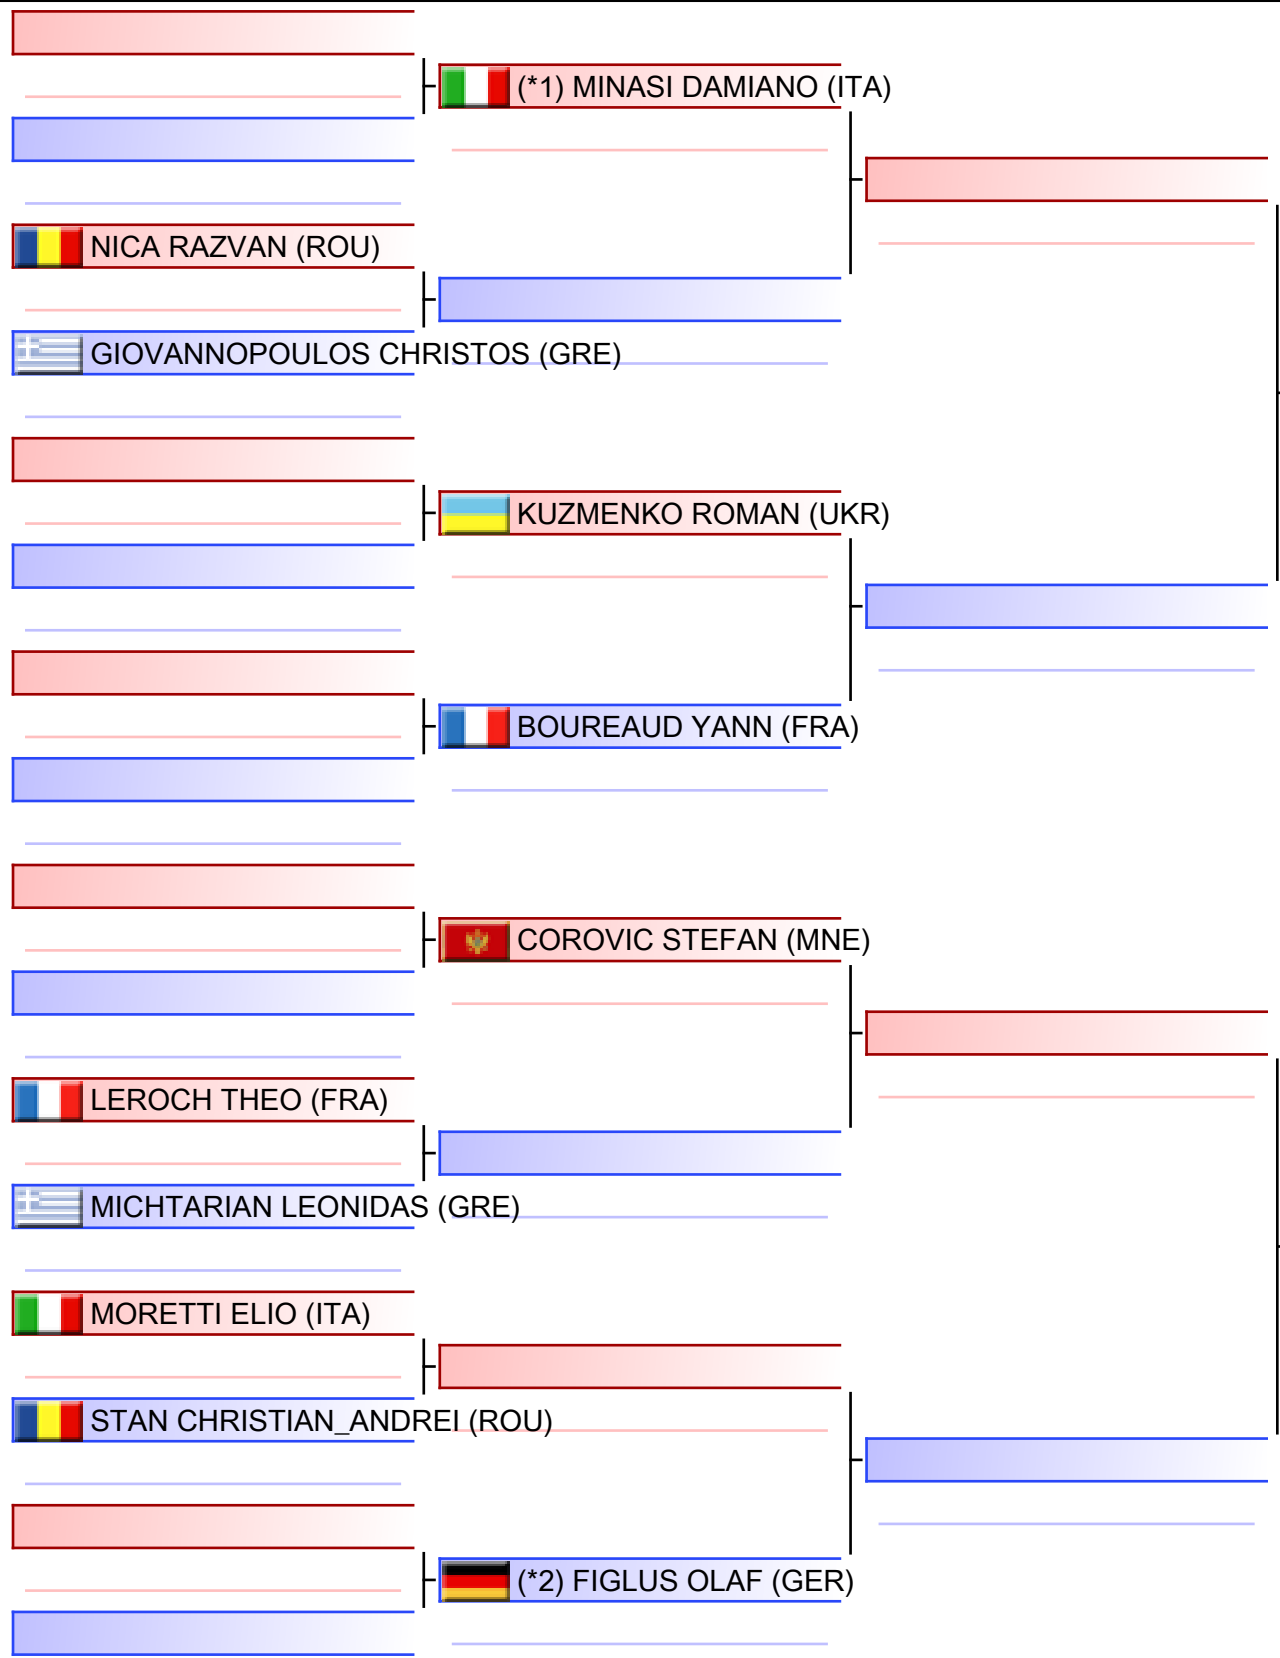 (*1) MINASI DAMIANO (ITA)
NICA RAZVAN (ROU)
GIOVANNOPOULOS CHRISTOS (GRE)
KUZMENKO ROMAN (UKR)
BOUREAUD YANN (FRA)
COROVIC STEFAN (MNE)
LEROCH THEO (FRA)
MICHTARIAN LEONIDAS (GRE)
MORETTI ELIO (ITA)
STAN CHRISTIAN_ANDREI (ROU)
(*2) FIGLUS OLAF (GER)